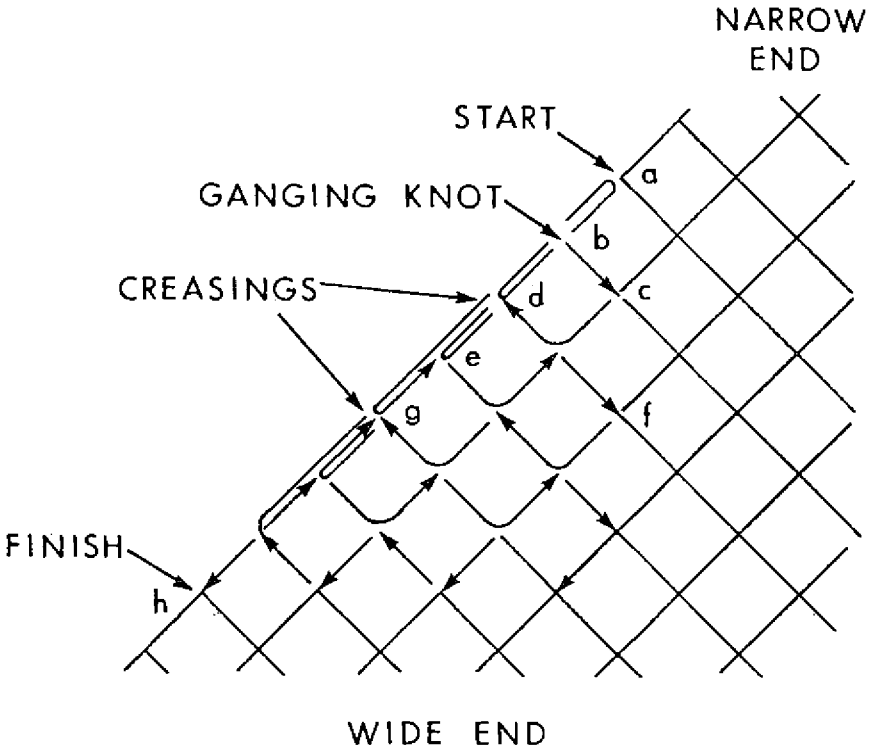 NARROW
END
START
a
GANGING KNOT
b
CREASINGS
d
c
e
g
f
FINISH
h
WIDE END